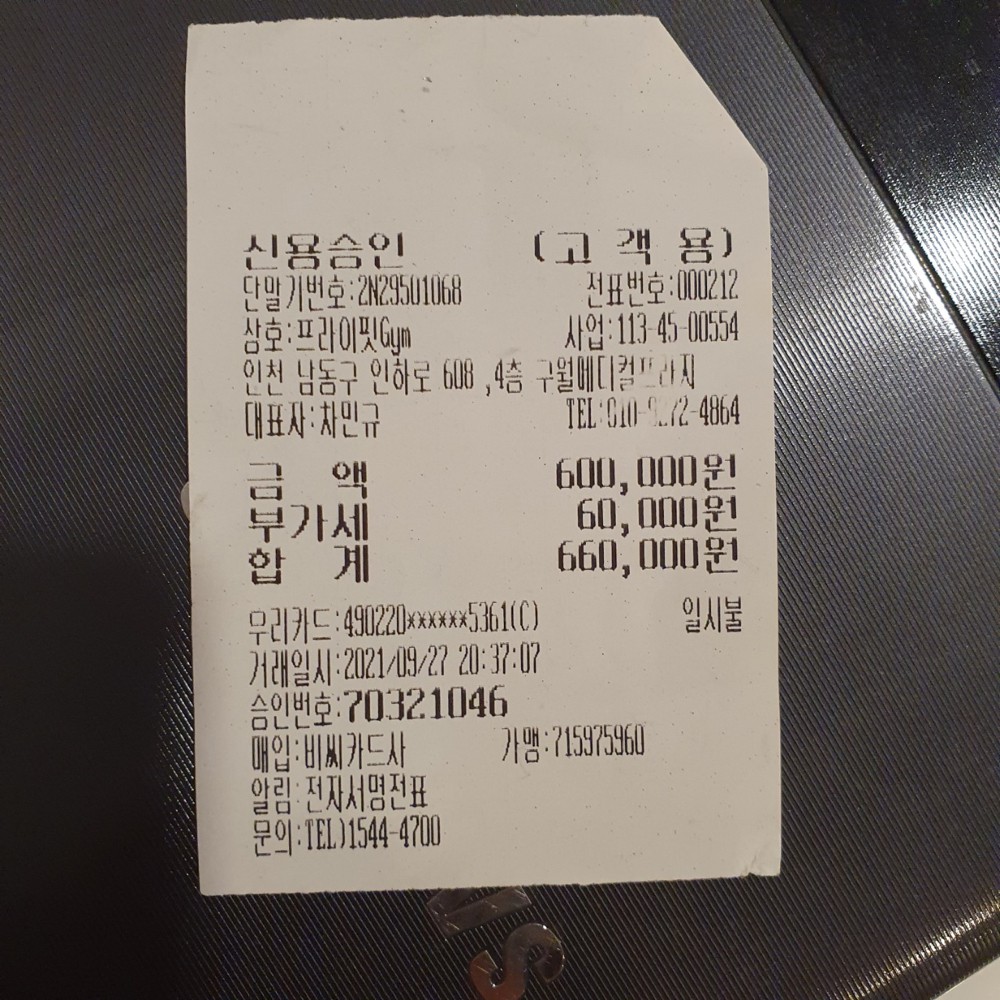 신용승인 (고 객 용)
단말기번호:2N29501068 전표번호:000212
상호:프라이핏Gym 사업:113-45-00554
인천 남동구 인하로 608 ,4층 구월메디컬프라자
대표자:차민규 TEL:010- -4864
금 액 600,000원
부가세 60,000원
합 계 660,000원
우리카드:490220******5361(C) 일시불
거래일시:2021/09/27 20:37:07
승인번호:70321046
매입:비씨카드사 가맹:715975960
알림:전자서명전표
문의:TEL)1544-4700
S